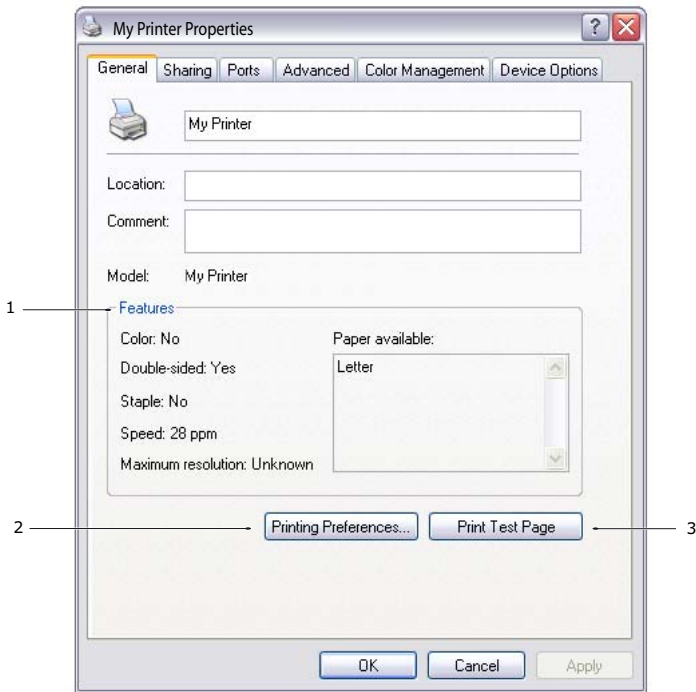 My Printer Properties
?
General Sharing Ports Advanced Color Management Device Options
My Printer
Location:
Comment:
Model: My Printer
1
Features
Color: No
Paper available:
Double-sided: Yes
Letter
Staple: No
Speed: 28 ppm
Maximum resolution: Unknown
2
Printing Preferences...
Print Test Page
3
OK
Cancel
Apply